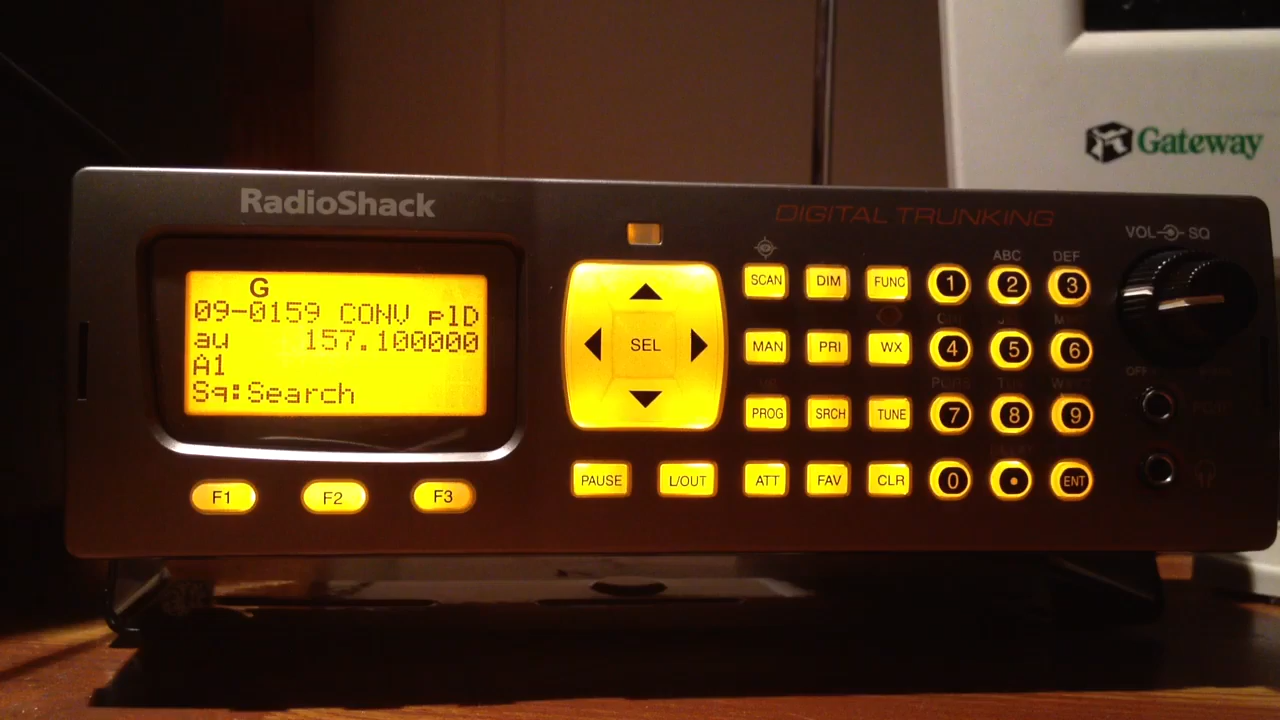 Gateway
RadioShack
DIGITAL TRUNKING
VOL SQ
G
09-0159 CONV plD
au 157.100000
A1
Sq:Search
SEL
SCAN DIM FUNC 1 ABC 2 DEF 3
MAN PRI WX 4 5 6
PROG SRCH TUNE 7 8 9
PAUSE L/OUT ATT FAV CLR 0 • ENT
F1 F2 F3